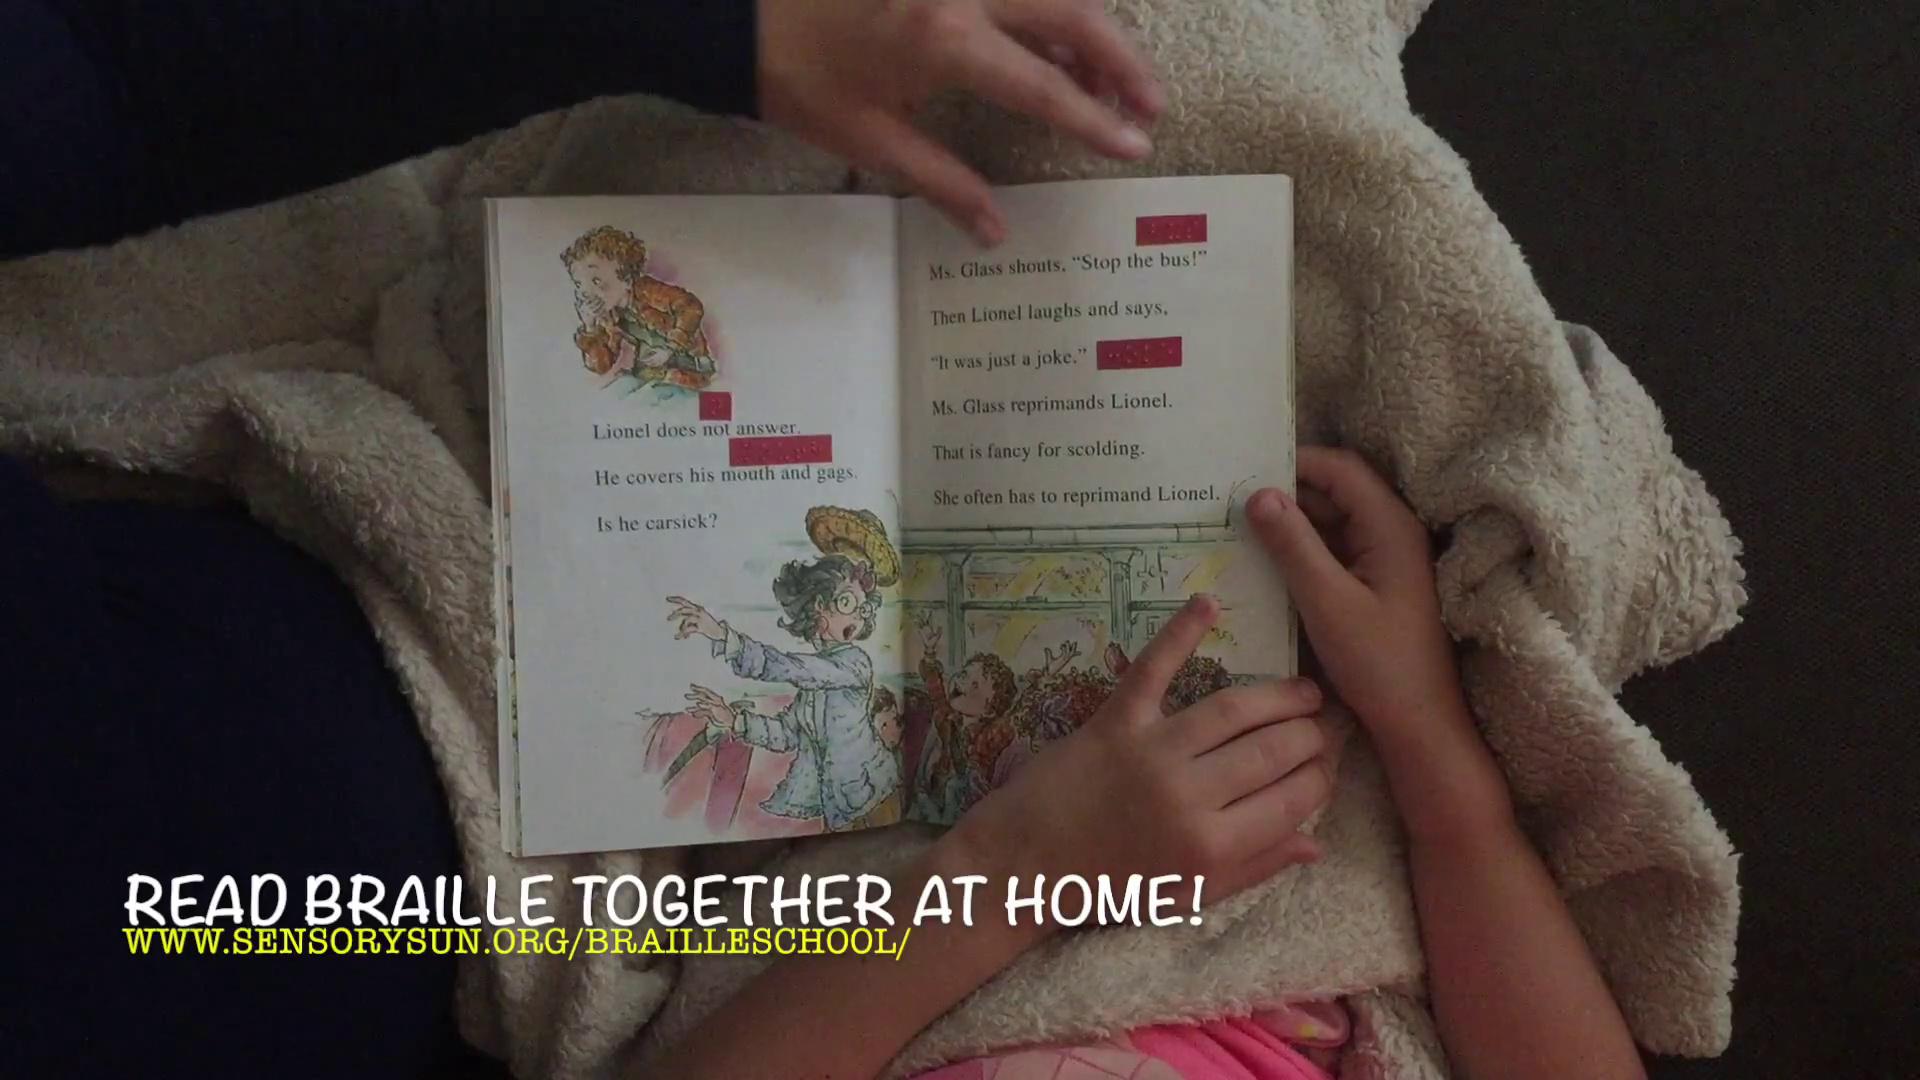 Lionel does not answer.
He covers his mouth and gags.
Is he carsick?
Ms. Glass shouts, “Stop the bus!”
Then Lionel laughs and says,
“It was just a joke.”
Ms. Glass reprimands Lionel.
That is fancy for scolding.
She often has to reprimand Lionel.
READ BRAILLE TOGETHER AT HOME!
WWW.SENSORYSUN.ORG/BRAILLESCHOOL/